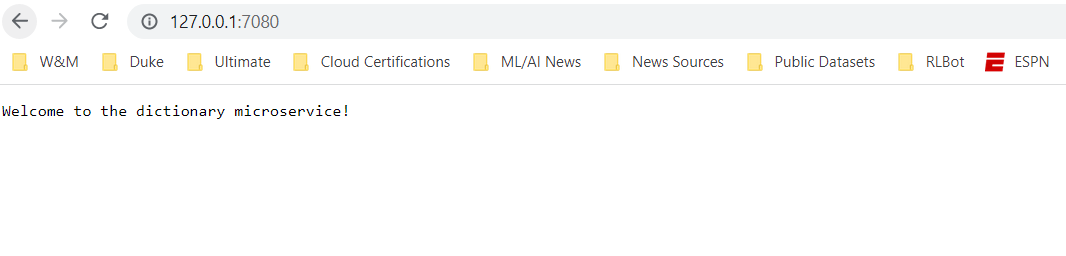 127.0.0.1:7080
W&M Duke Ultimate Cloud Certifications ML/AI News News Sources Public Datasets RLBot ESPN
Welcome to the dictionary microservice!